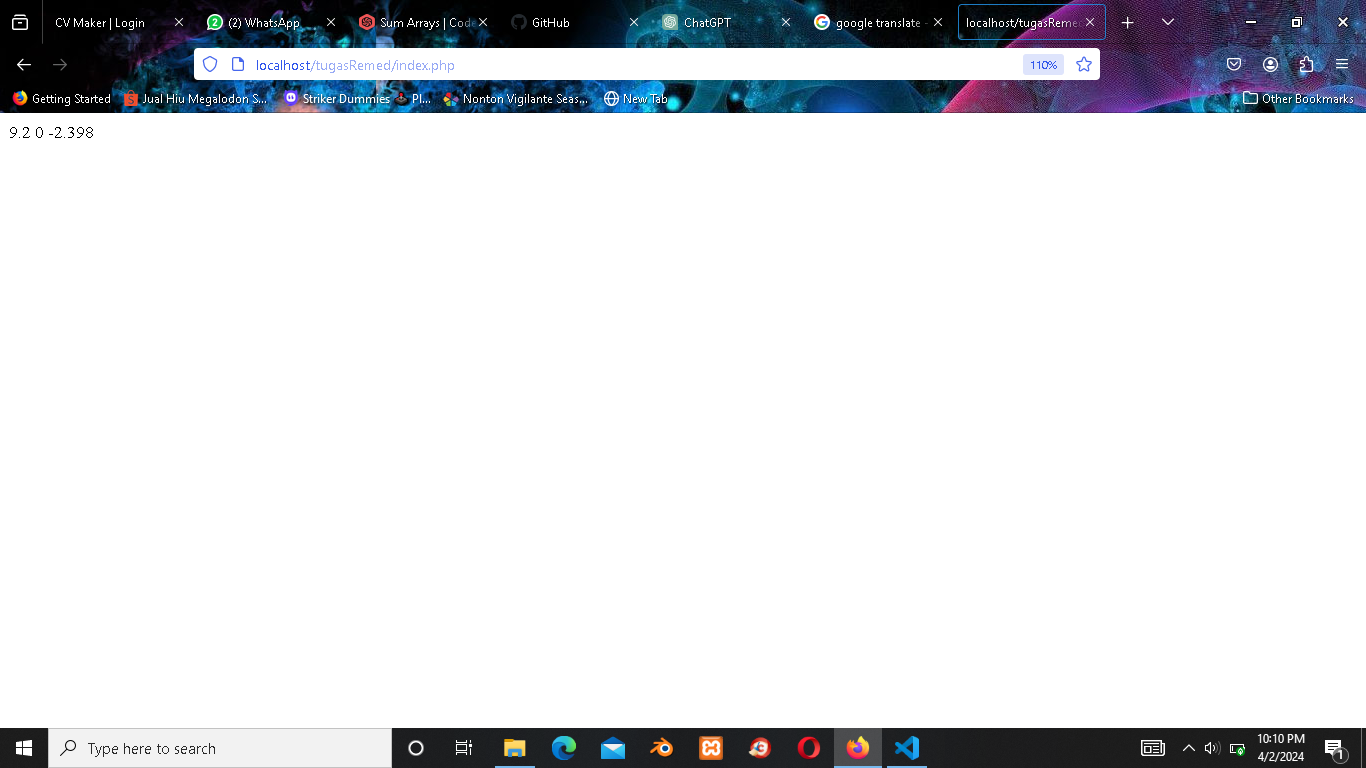 CV Maker | Login
2 (2) WhatsApp
Sum Arrays | Code
GitHub
ChatGPT
google translate -
localhost/tugasReme
localhost/tugasRemed/index.php
110%
Getting Started
Jual Hiu Megalodon S...
Striker Dummies
Pl...
Nonton Vigilante Seas...
New Tab
Other Bookmarks
9.2 0 -2.398
Type here to search
10:10 PM
4/2/2024
1